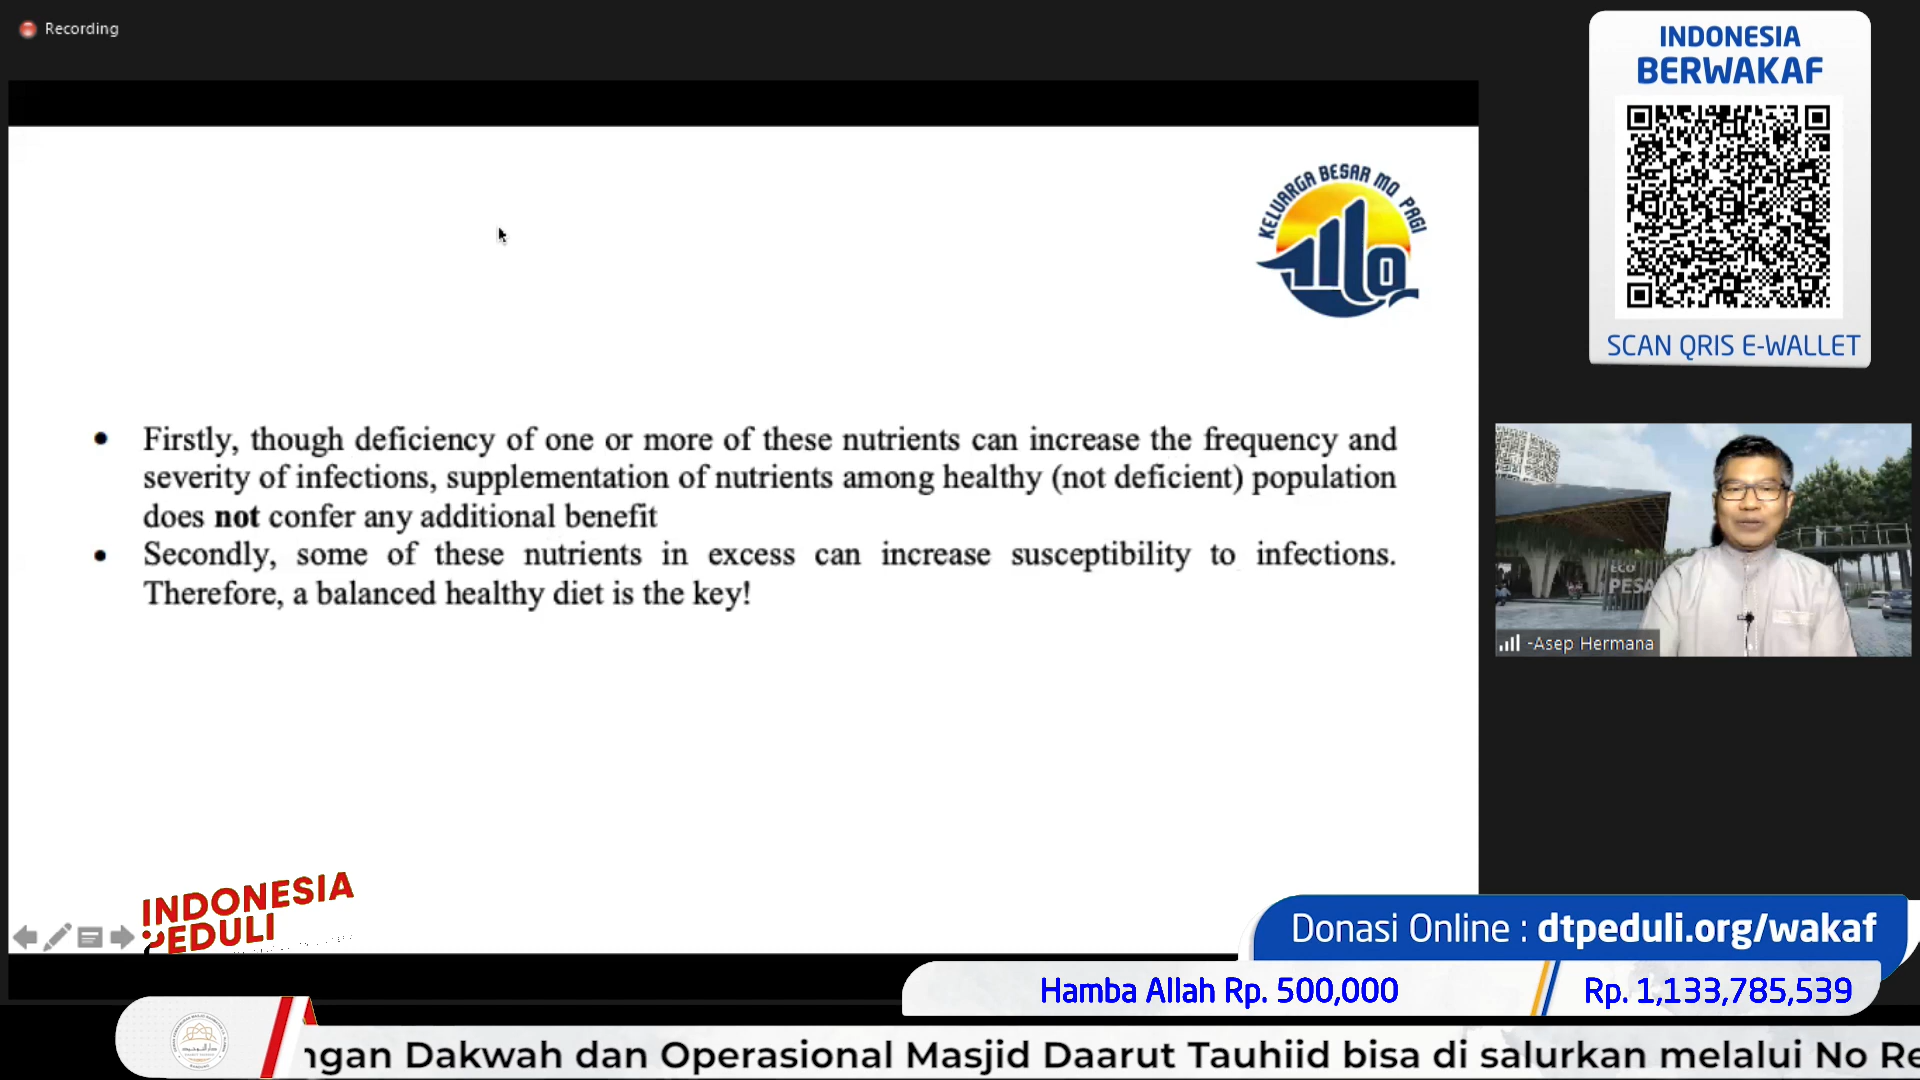 Recording
INDONESIA
BERWAKAF
SCAN QRIS E-WALLET
KELUARGA BESAR MQ PAGI
MQ
• Firstly, though deficiency of one or more of these nutrients can increase the frequency and
severity of infections, supplementation of nutrients among healthy (not deficient) population
does not confer any additional benefit
• Secondly, some of these nutrients in excess can increase susceptibility to infections.
Therefore, a balanced healthy diet is the key!
ECO
PESA
-Asep Hermana
INDONESIA
PEDULI
Donasi Online : dtpeduli.org/wakaf
Hamba Allah Rp. 500,000
Rp. 1,133,785,539
ngan Dakwah dan Operasional Masjid Daarut Tauhiid bisa di salurkan melalui No Re